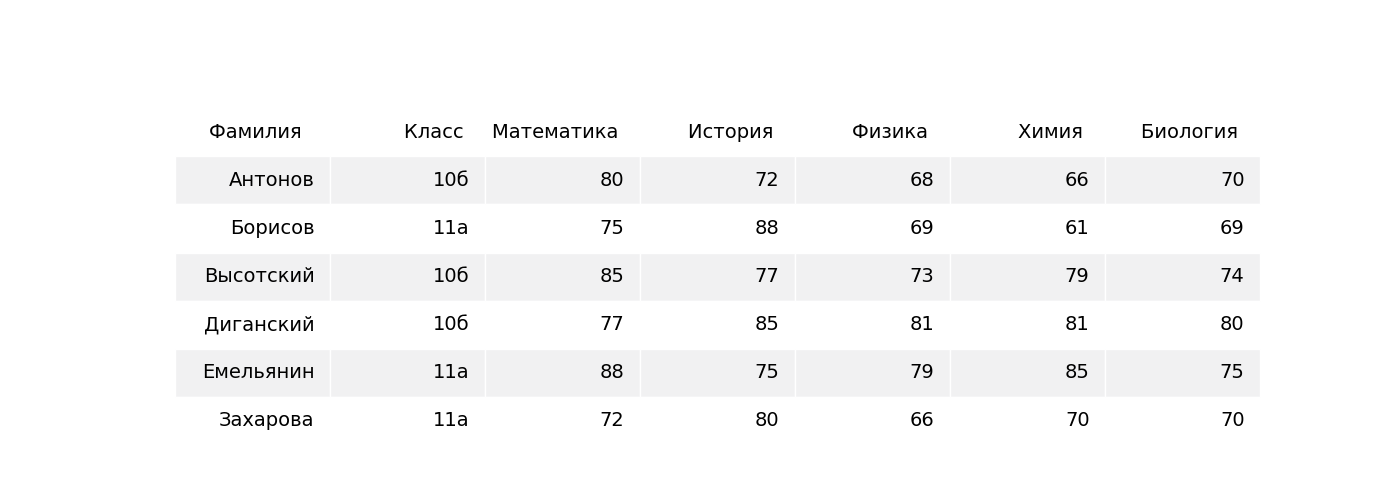 Фамилия Класс Математика История Физика Химия Биология
Антонов 10б 80 72 68 66 70
Борисов 11а 75 88 69 61 69
Высотский 10б 85 77 73 79 74
Диганский 10б 77 85 81 81 80
Емельянин 11а 88 75 79 85 75
Захарова 11а 72 80 66 70 70